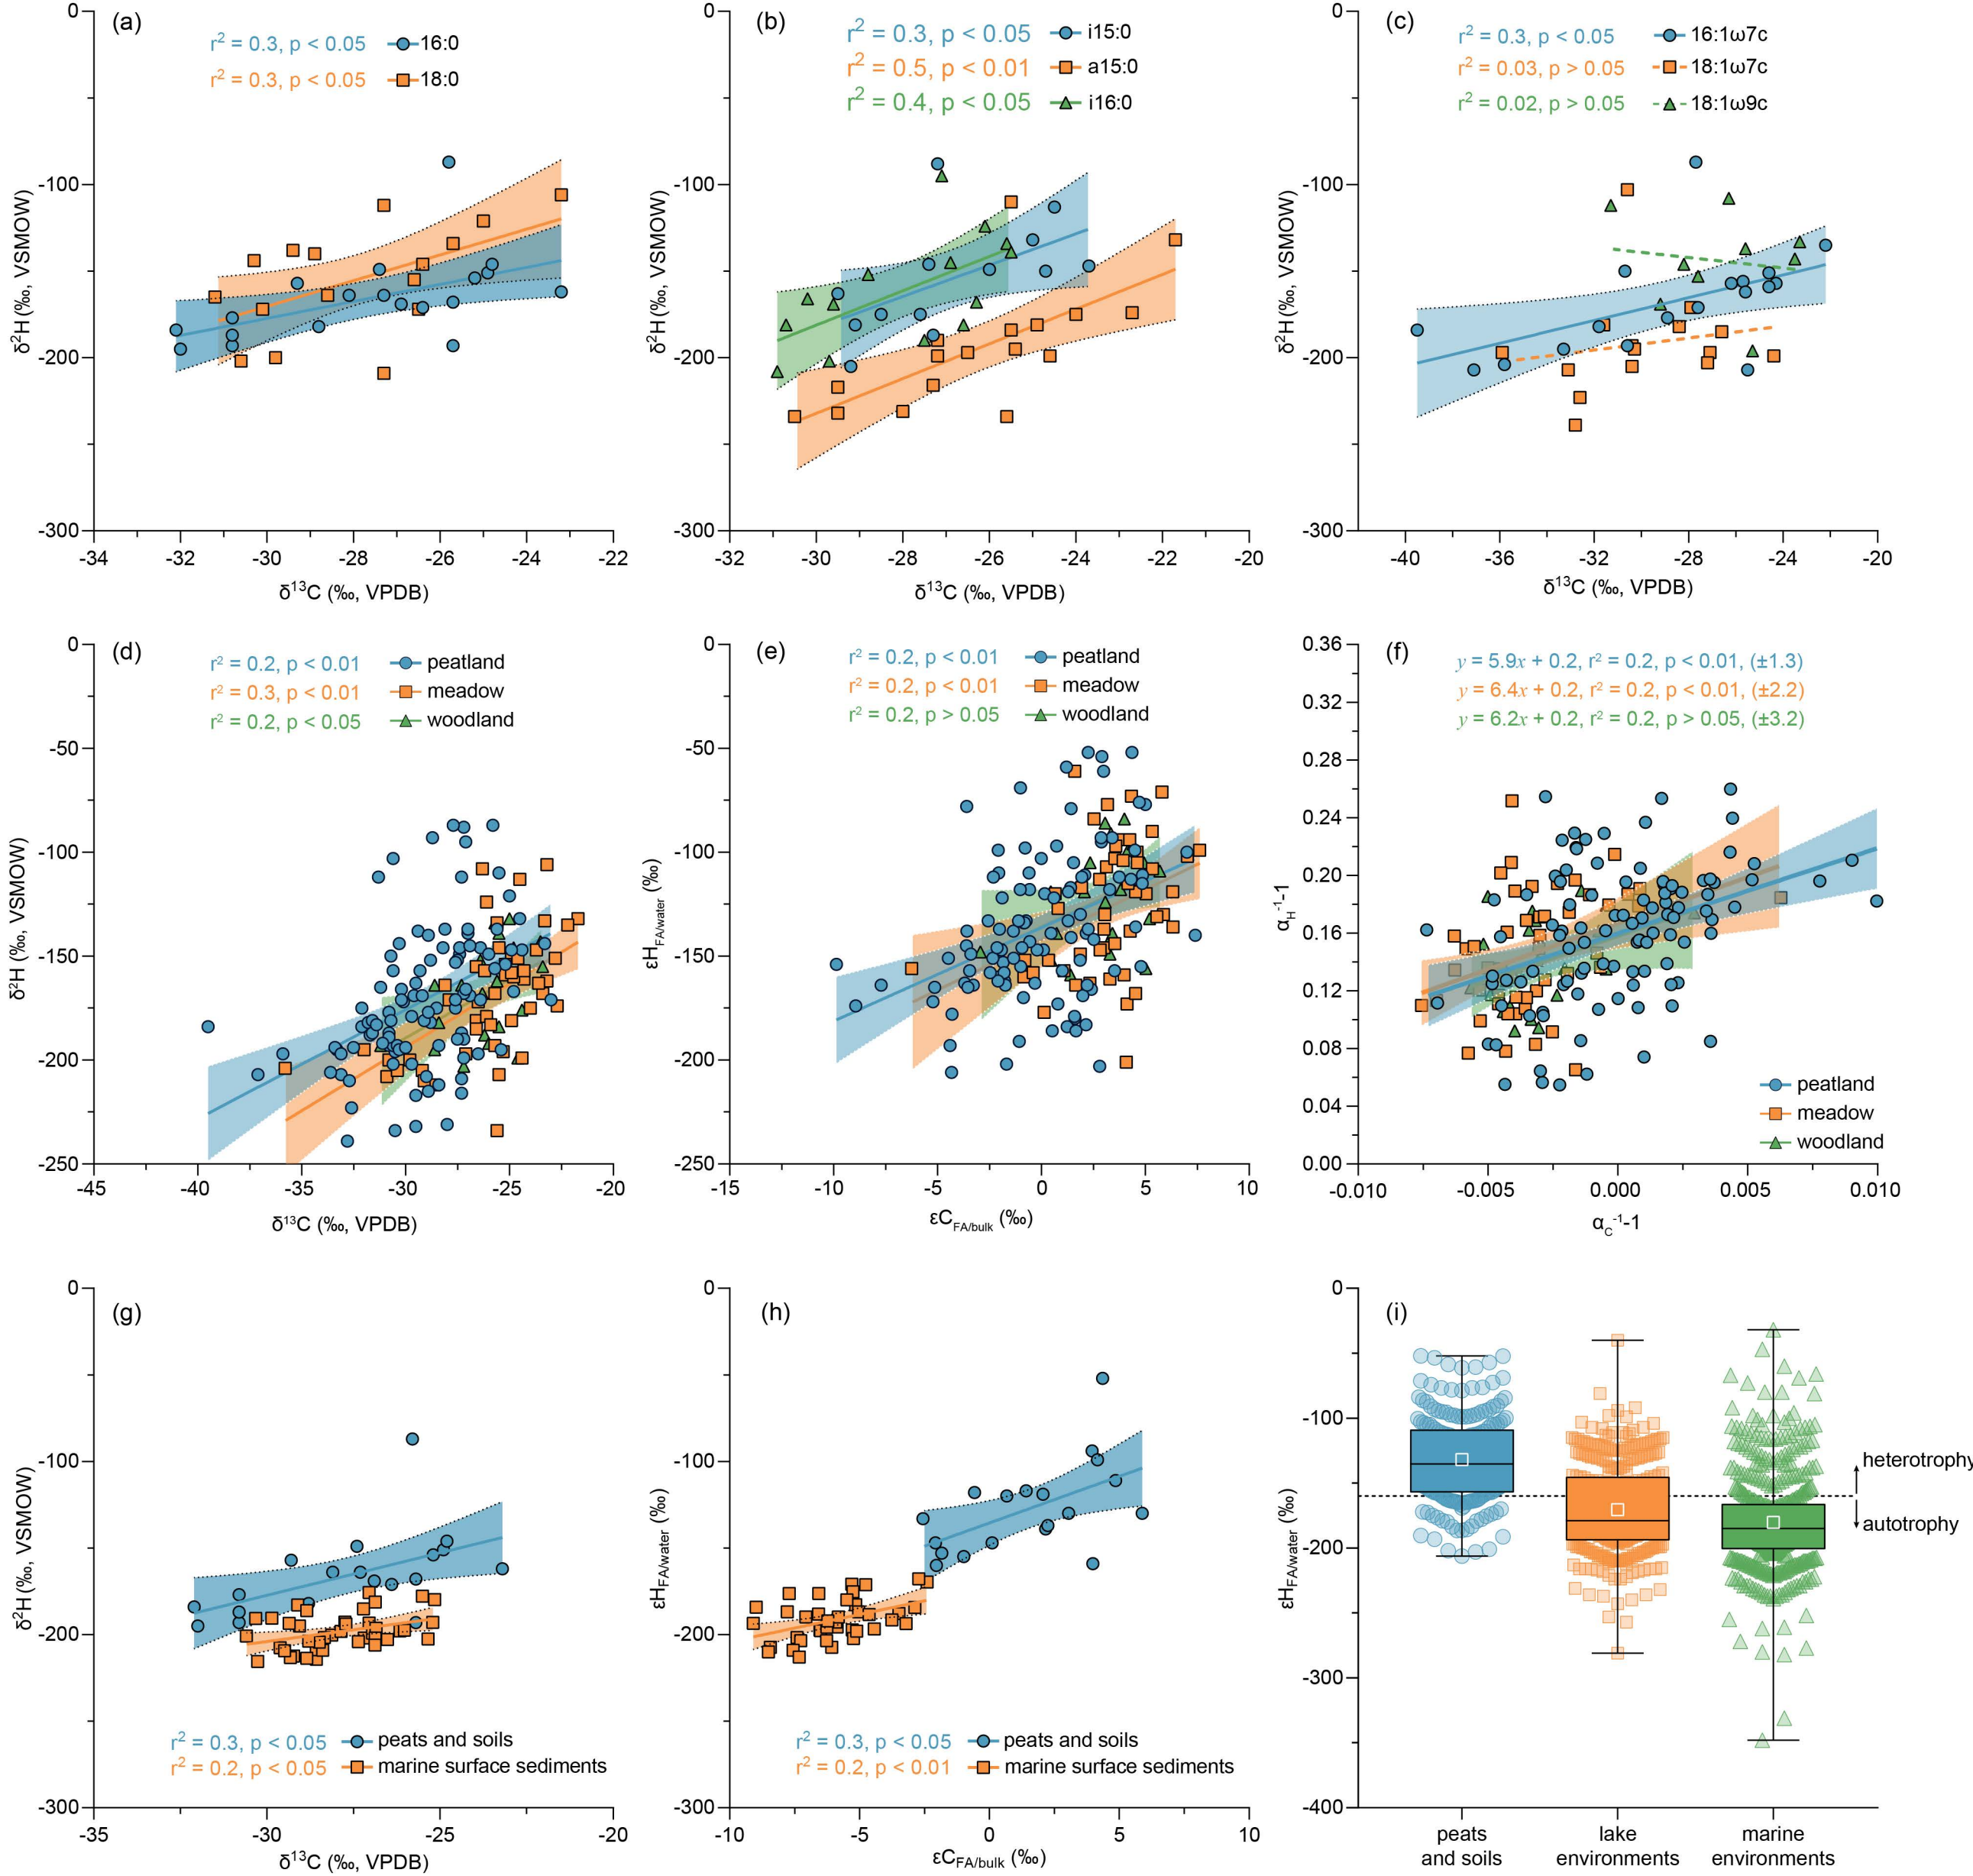 (a)
r² = 0.3, p < 0.05 16:0
r² = 0.3, p < 0.05 18:0
0
-100
-200
-300
-34 -32 -30 -28 -26 -24 -22
δ²H (‰, VSMOW)
δ¹³C (‰, VPDB)
(b)
r² = 0.3, p < 0.05 i15:0
r² = 0.5, p < 0.01 a15:0
r² = 0.4, p < 0.05 i16:0
0
-100
-200
-300
-32 -30 -28 -26 -24 -22 -20
δ²H (‰, VSMOW)
δ¹³C (‰, VPDB)
(c)
r² = 0.3, p < 0.05 16:1ω7c
r² = 0.03, p > 0.05 18:1ω7c
r² = 0.02, p > 0.05 18:1ω9c
0
-100
-200
-300
-40 -36 -32 -28 -24 -20
δ²H (‰, VSMOW)
δ¹³C (‰, VPDB)
(d)
r² = 0.2, p < 0.01 peatland
r² = 0.3, p < 0.01 meadow
r² = 0.2, p < 0.05 woodland
0
-50
-100
-150
-200
-250
-45 -40 -35 -30 -25 -20
δ²H (‰, VSMOW)
δ¹³C (‰, VPDB)
(e)
r² = 0.2, p < 0.01 peatland
r² = 0.2, p < 0.01 meadow
r² = 0.2, p > 0.05 woodland
0
-50
-100
-150
-200
-250
-15 -10 -5 0 5 10
εH_FA/water (‰)
εC_FA/bulk (‰)
(f)
y = 5.9x + 0.2, r² = 0.2, p < 0.01, (±1.3)
y = 6.4x + 0.2, r² = 0.2, p < 0.01, (±2.2)
y = 6.2x + 0.2, r² = 0.2, p > 0.05, (±3.2)
0.36
0.32
0.28
0.24
0.20
0.16
0.12
0.08
0.04
0.00
peatland
meadow
woodland
-0.010 -0.005 0.000 0.005 0.010
α_H⁻¹-1
α_C⁻¹-1
(g)
0
-100
-200
-300
r² = 0.3, p < 0.05 peats and soils
r² = 0.2, p < 0.05 marine surface sediments
-35 -30 -25 -20
δ²H (‰, VSMOW)
δ¹³C (‰, VPDB)
(h)
0
-100
-200
-300
r² = 0.3, p < 0.05 peats and soils
r² = 0.2, p < 0.01 marine surface sediments
-10 -5 0 5 10
εH_FA/water (‰)
εC_FA/bulk (‰)
(i)
0
-100
-200
-300
-400
εH_FA/water (‰)
heterotrophy
autotrophy
peats
and soils
lake
environments
marine
environments